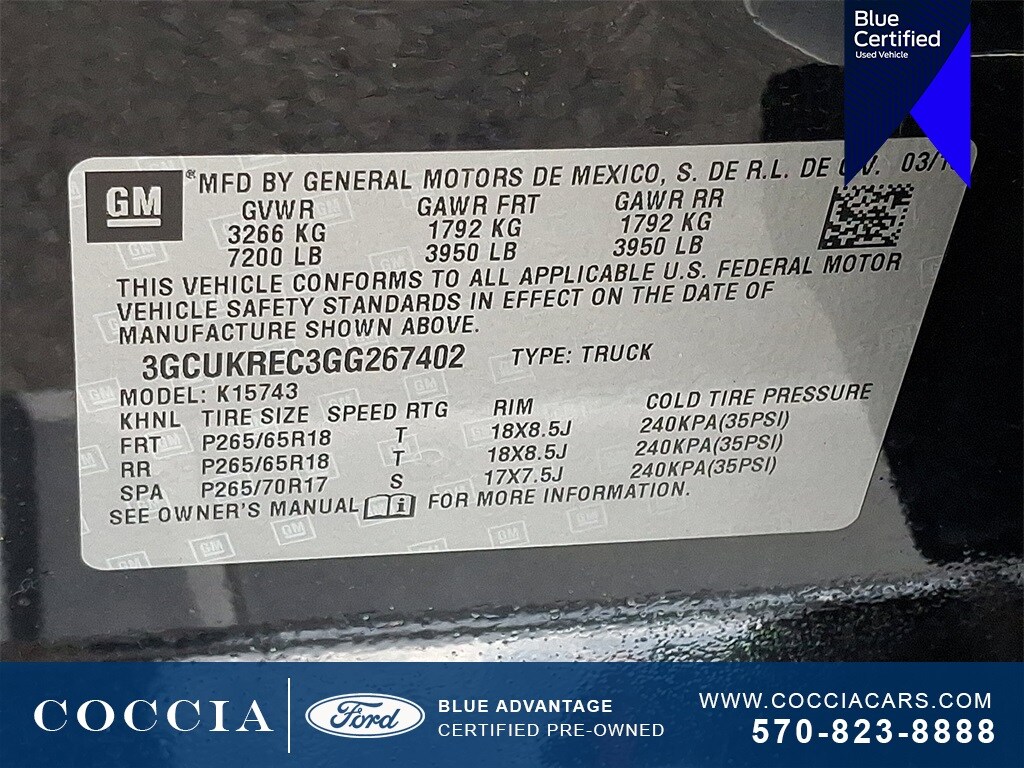 Blue
Certified
Used Vehicle
GM ® MFD BY GENERAL MOTORS DE MEXICO, S. DE R.L. DE
GVWR GAWR FRT GAWR RR
3266 KG 1792 KG 1792 KG
7200 LB 3950 LB 3950 LB
THIS VEHICLE CONFORMS TO ALL APPLICABLE U.S. FEDERAL MOTOR
VEHICLE SAFETY STANDARDS IN EFFECT ON THE DATE OF
MANUFACTURE SHOWN ABOVE.
3GCUKREC3GG267402 TYPE: TRUCK
MODEL: K15743
KHNL TIRE SIZE SPEED RTG RIM COLD TIRE PRESSURE
FRT P265/65R18 T 18X8.5J 240KPA(35PSI)
RR P265/65R18 T 18X8.5J 240KPA(35PSI)
SPA P265/70R17 S 17X7.5J 240KPA(35PSI)
SEE OWNER'S MANUAL FOR MORE INFORMATION.
COCCIA Ford BLUE ADVANTAGE
CERTIFIED PRE-OWNED
WWW.COCCIACARS.COM
570-823-8888